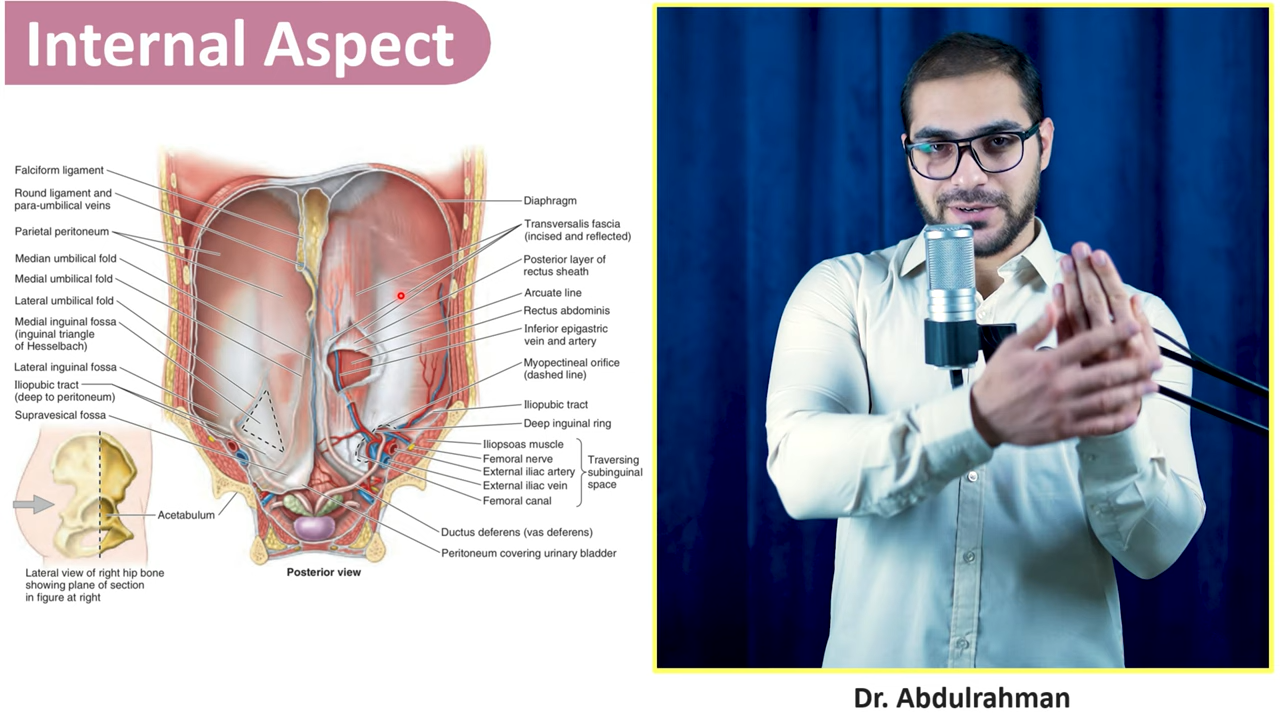 Internal Aspect
Falciform ligament
Round ligament and
para-umbilical veins
Parietal peritoneum
Median umbilical fold
Medial umbilical fold
Lateral umbilical fold
Medial inguinal fossa
(inguinal triangle
of Hesselbach)
Lateral inguinal fossa
Iliopubic tract
(deep to peritoneum)
Supravesical fossa
Acetabulum
Lateral view of right hip bone
showing plane of section
in figure at right
Diaphragm
Transversalis fascia
(incised and reflected)
Posterior layer of
rectus sheath
Arcuate line
Rectus abdominis
Inferior epigastric
vein and artery
Myopectineal orifice
(dashed line)
Iliopubic tract
Deep inguinal ring
Iliopsoas muscle
Femoral nerve
External iliac artery
External iliac vein
Femoral canal
Traversing
subinguinal
space
Ductus deferens (vas deferens)
Peritoneum covering urinary bladder
Posterior view
Dr. Abdulrahman